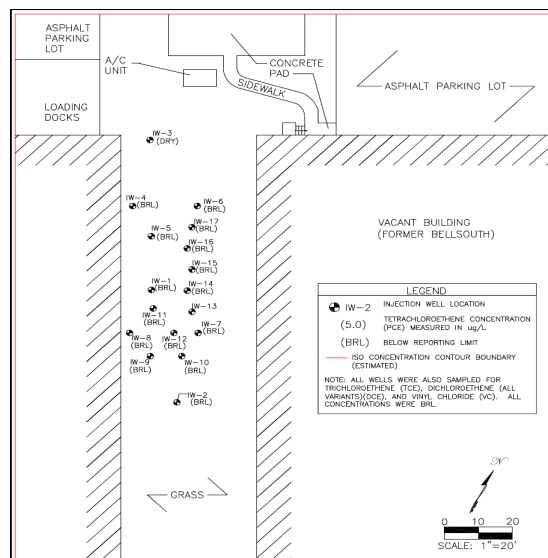 ASPHALT
PARKING
LOT
A/C
UNIT
CONCRETE
PAD
SIDEWALK
ASPHALT PARKING LOT
LOADING
DOCKS
IW-3
(DRY)
IW-4
(BRL)
IW-6
(BRL)
IW-17
(BRL)
IW-5
(BRL)
IW-16
(BRL)
VACANT BUILDING
(FORMER BELLSOUTH)
IW-15
(BRL)
IW-1
(BRL)
IW-14
(BRL)
IW-11
(BRL)
IW-13
(BRL)
IW-8
(BRL)
IW-12
(BRL)
IW-7
(BRL)
IW-9
(BRL)
IW-10
(BRL)
IW-2
(BRL)
GRASS
LEGEND
IW-2 INJECTION WELL LOCATION
(5.0) TETRACHLOROETHENE CONCENTRATION
(PCE) MEASURED IN ug/L
(BRL) BELOW REPORTING LIMIT
ISO CONCENTRATION CONTOUR BOUNDARY
(ESTIMATED)
NOTE: ALL WELLS WERE ALSO SAMPLED FOR
TRICHLOROETHENE (TCE), DICHLOROETHENE (ALL
VARIANTS)(DCE), AND VINYL CHLORIDE (VC). ALL
CONCENTRATIONS WERE BRL.
N
0 10 20
SCALE: 1"=20'